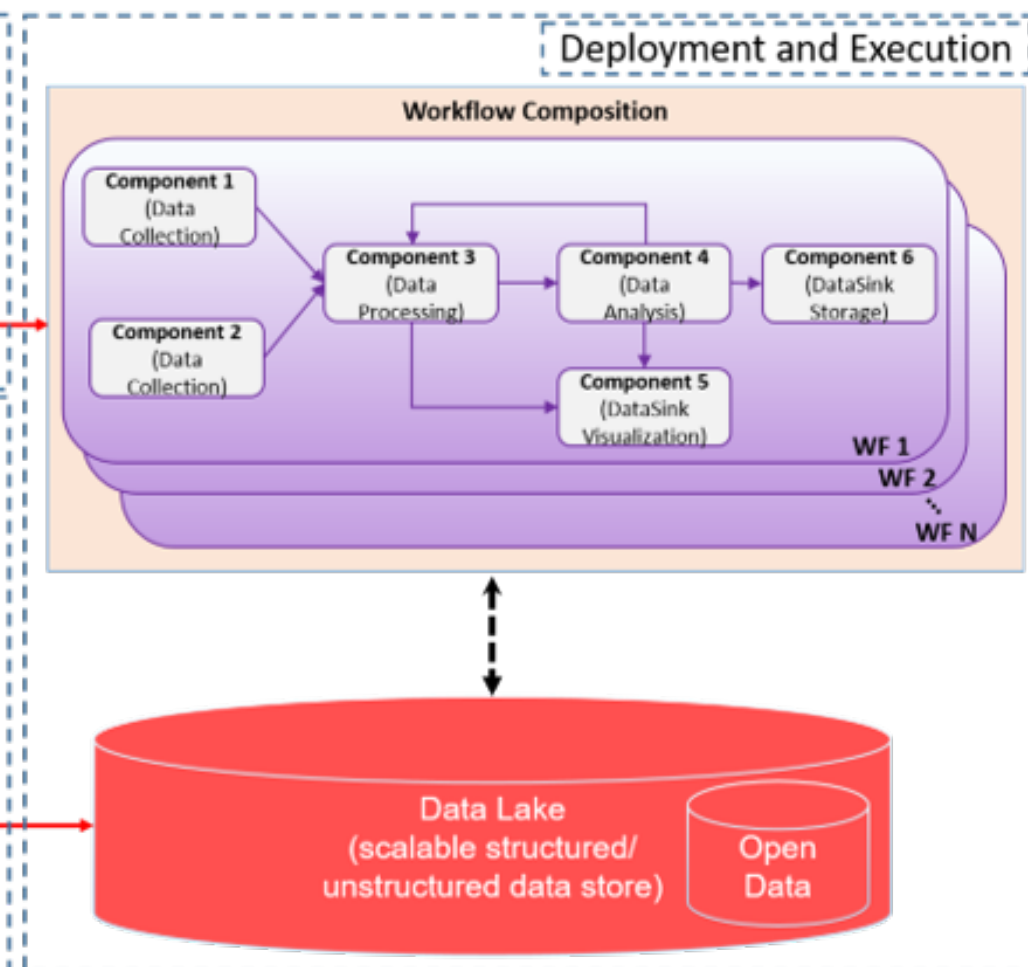 Deployment and Execution
Workflow Composition
Component 1
(Data
Collection)
Component 2
(Data
Collection)
Component 3
(Data
Processing)
Component 4
(Data
Analysis)
Component 6
(DataSink
Storage)
Component 5
(DataSink
Visualization)
WF 1
WF 2
WF N
Data Lake
(scalable structured/
unstructured data store)
Open
Data